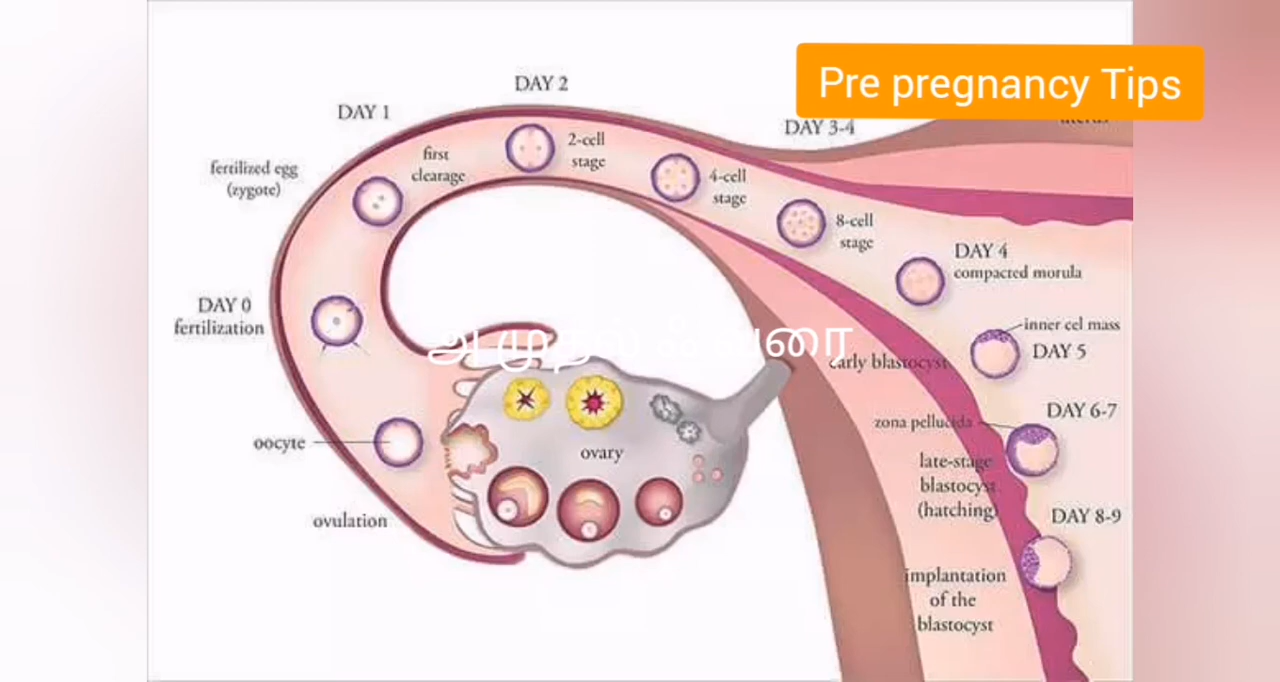 Pre pregnancy Tips
DAY 2
DAY 1
DAY 3-4
uterus
first
clearage
2-cell
stage
fertilized egg
(zygote)
4-cell
stage
8-cell
stage
DAY 4
compacted morula
DAY 0
fertilization
inner cel mass
DAY 5
early blastocyst
DAY 6-7
zona pellucida
oocyte
ovary
late-stage
blastocyst
(hatching)
DAY 8-9
ovulation
implantation
of the
blastocyst